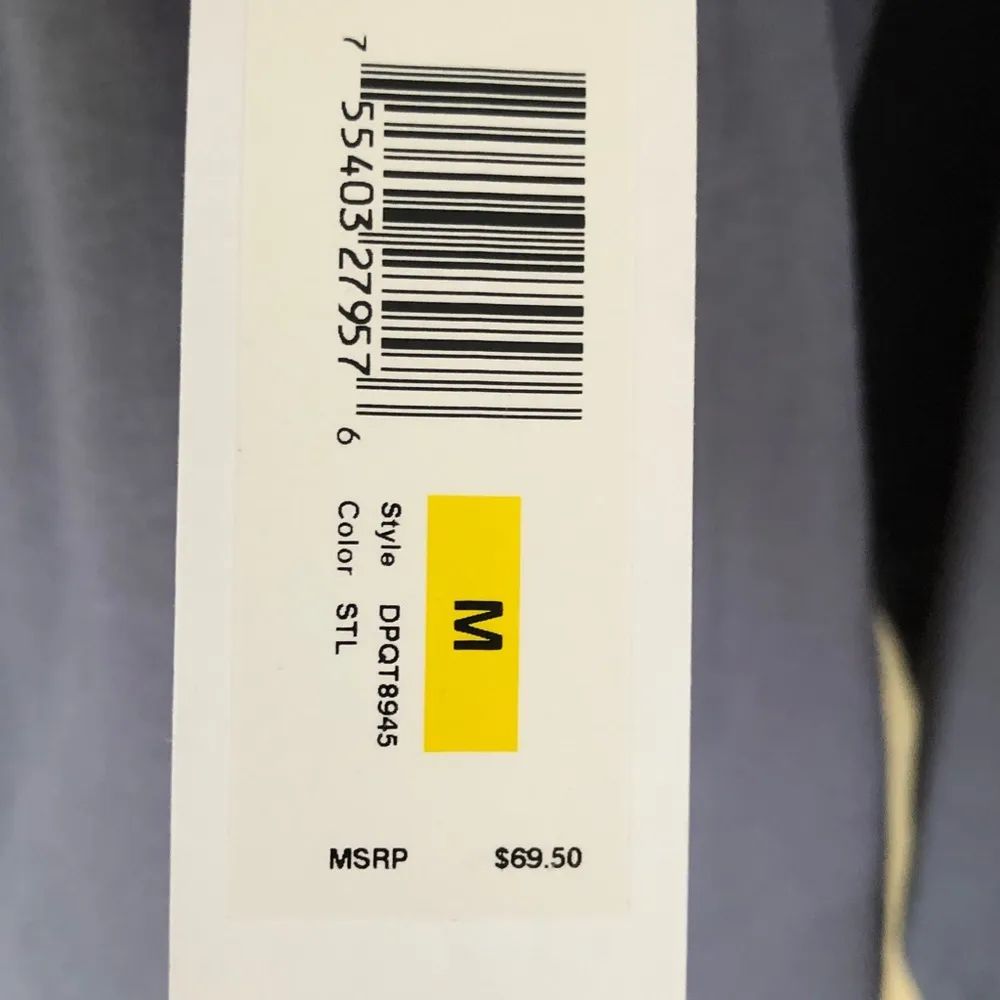 7 55403 27957 6
M
Style DPQT8945
Color STL
MSRP $69.50